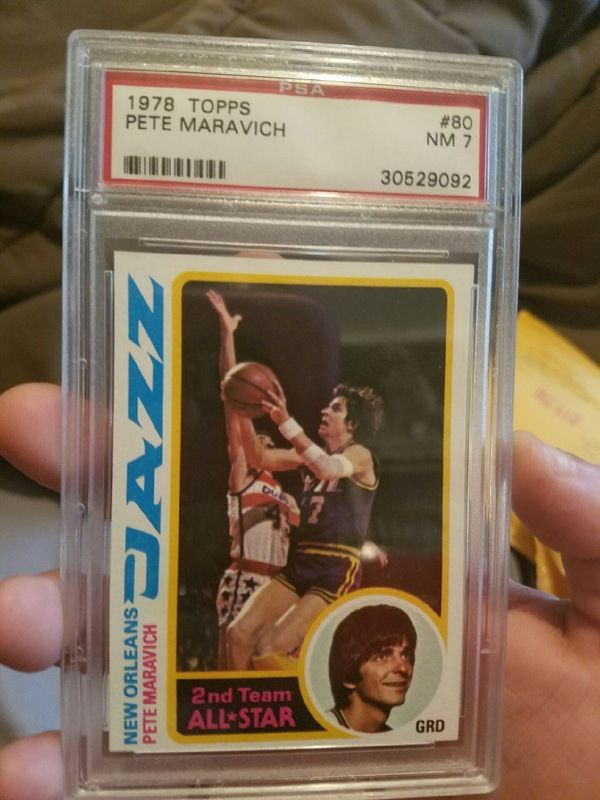 PSA
1978 TOPPS #80
PETE MARAVICH NM 7
30529092
NEW ORLEANS JAZZ
PETE MARAVICH
7
4
2nd Team
ALL★STAR
GRD